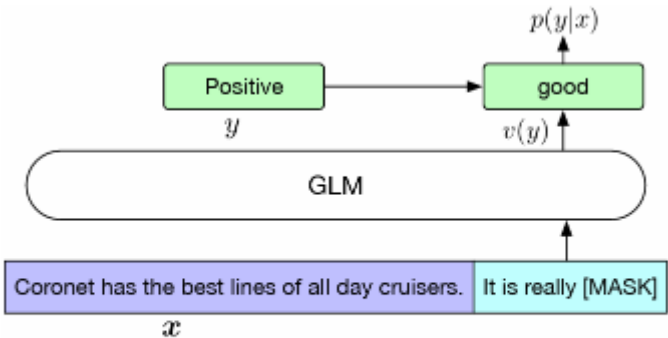 p(y|x)
Positive
good
y
v(y)
GLM
Coronet has the best lines of all day cruisers.
It is really [MASK]
x